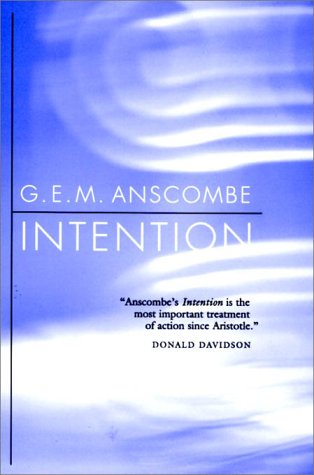 G.E.M. ANSCOMBE
INTENTION
“Anscombe's Intention is the
most important treatment
of action since Aristotle.”
DONALD DAVIDSON